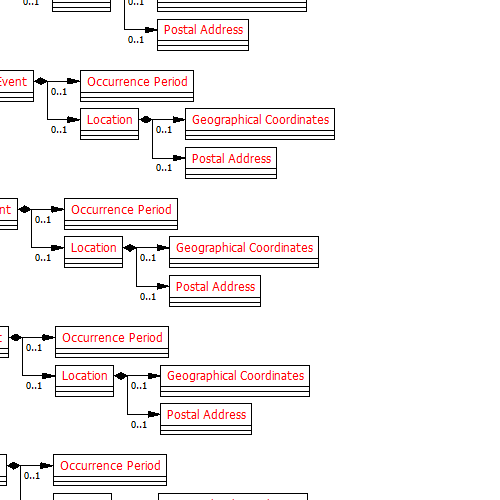 0..1
0..1
Postal Address
0..1
Event
Occurrence Period
0..1
Location
Geographical Coordinates
0..1
0..1
Postal Address
0..1
nt
Occurrence Period
0..1
Location
Geographical Coordinates
0..1
0..1
Postal Address
0..1
t
Occurrence Period
0..1
Location
Geographical Coordinates
0..1
0..1
Postal Address
0..1
Occurrence Period
0..1